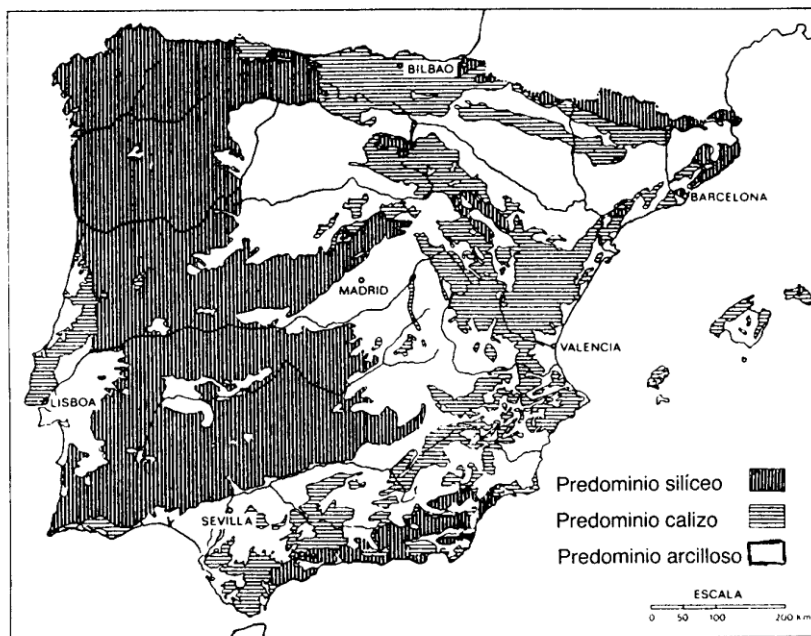 BILBAO
BARCELONA
MADRID
VALENCIA
LISBOA
SEVILLA
Predominio silíceo
Predominio calizo
Predominio arcilloso
ESCALA
0 50 100 200 km